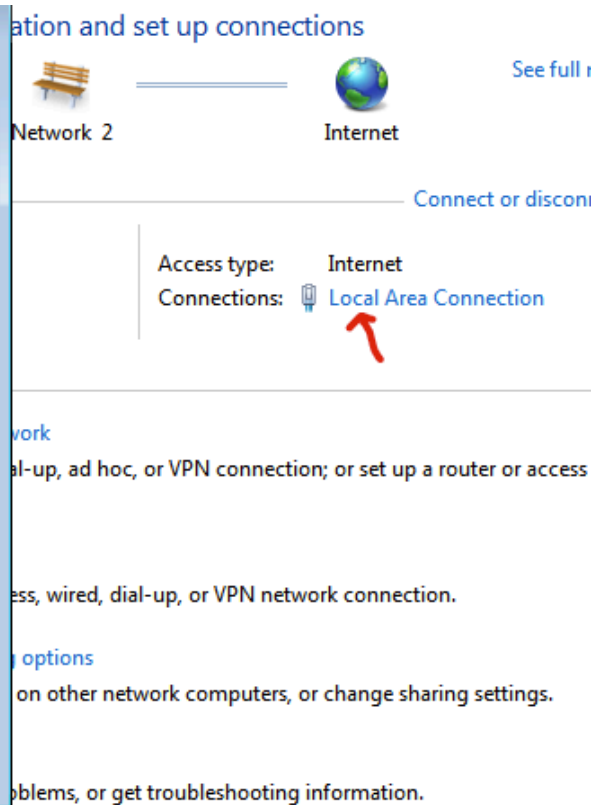 ation and set up connections
See full
Network 2
Internet
Connect or disconn
Access type: Internet
Connections: Local Area Connection
work
al-up, ad hoc, or VPN connection; or set up a router or access
ess, wired, dial-up, or VPN network connection.
options
on other network computers, or change sharing settings.
oblems, or get troubleshooting information.